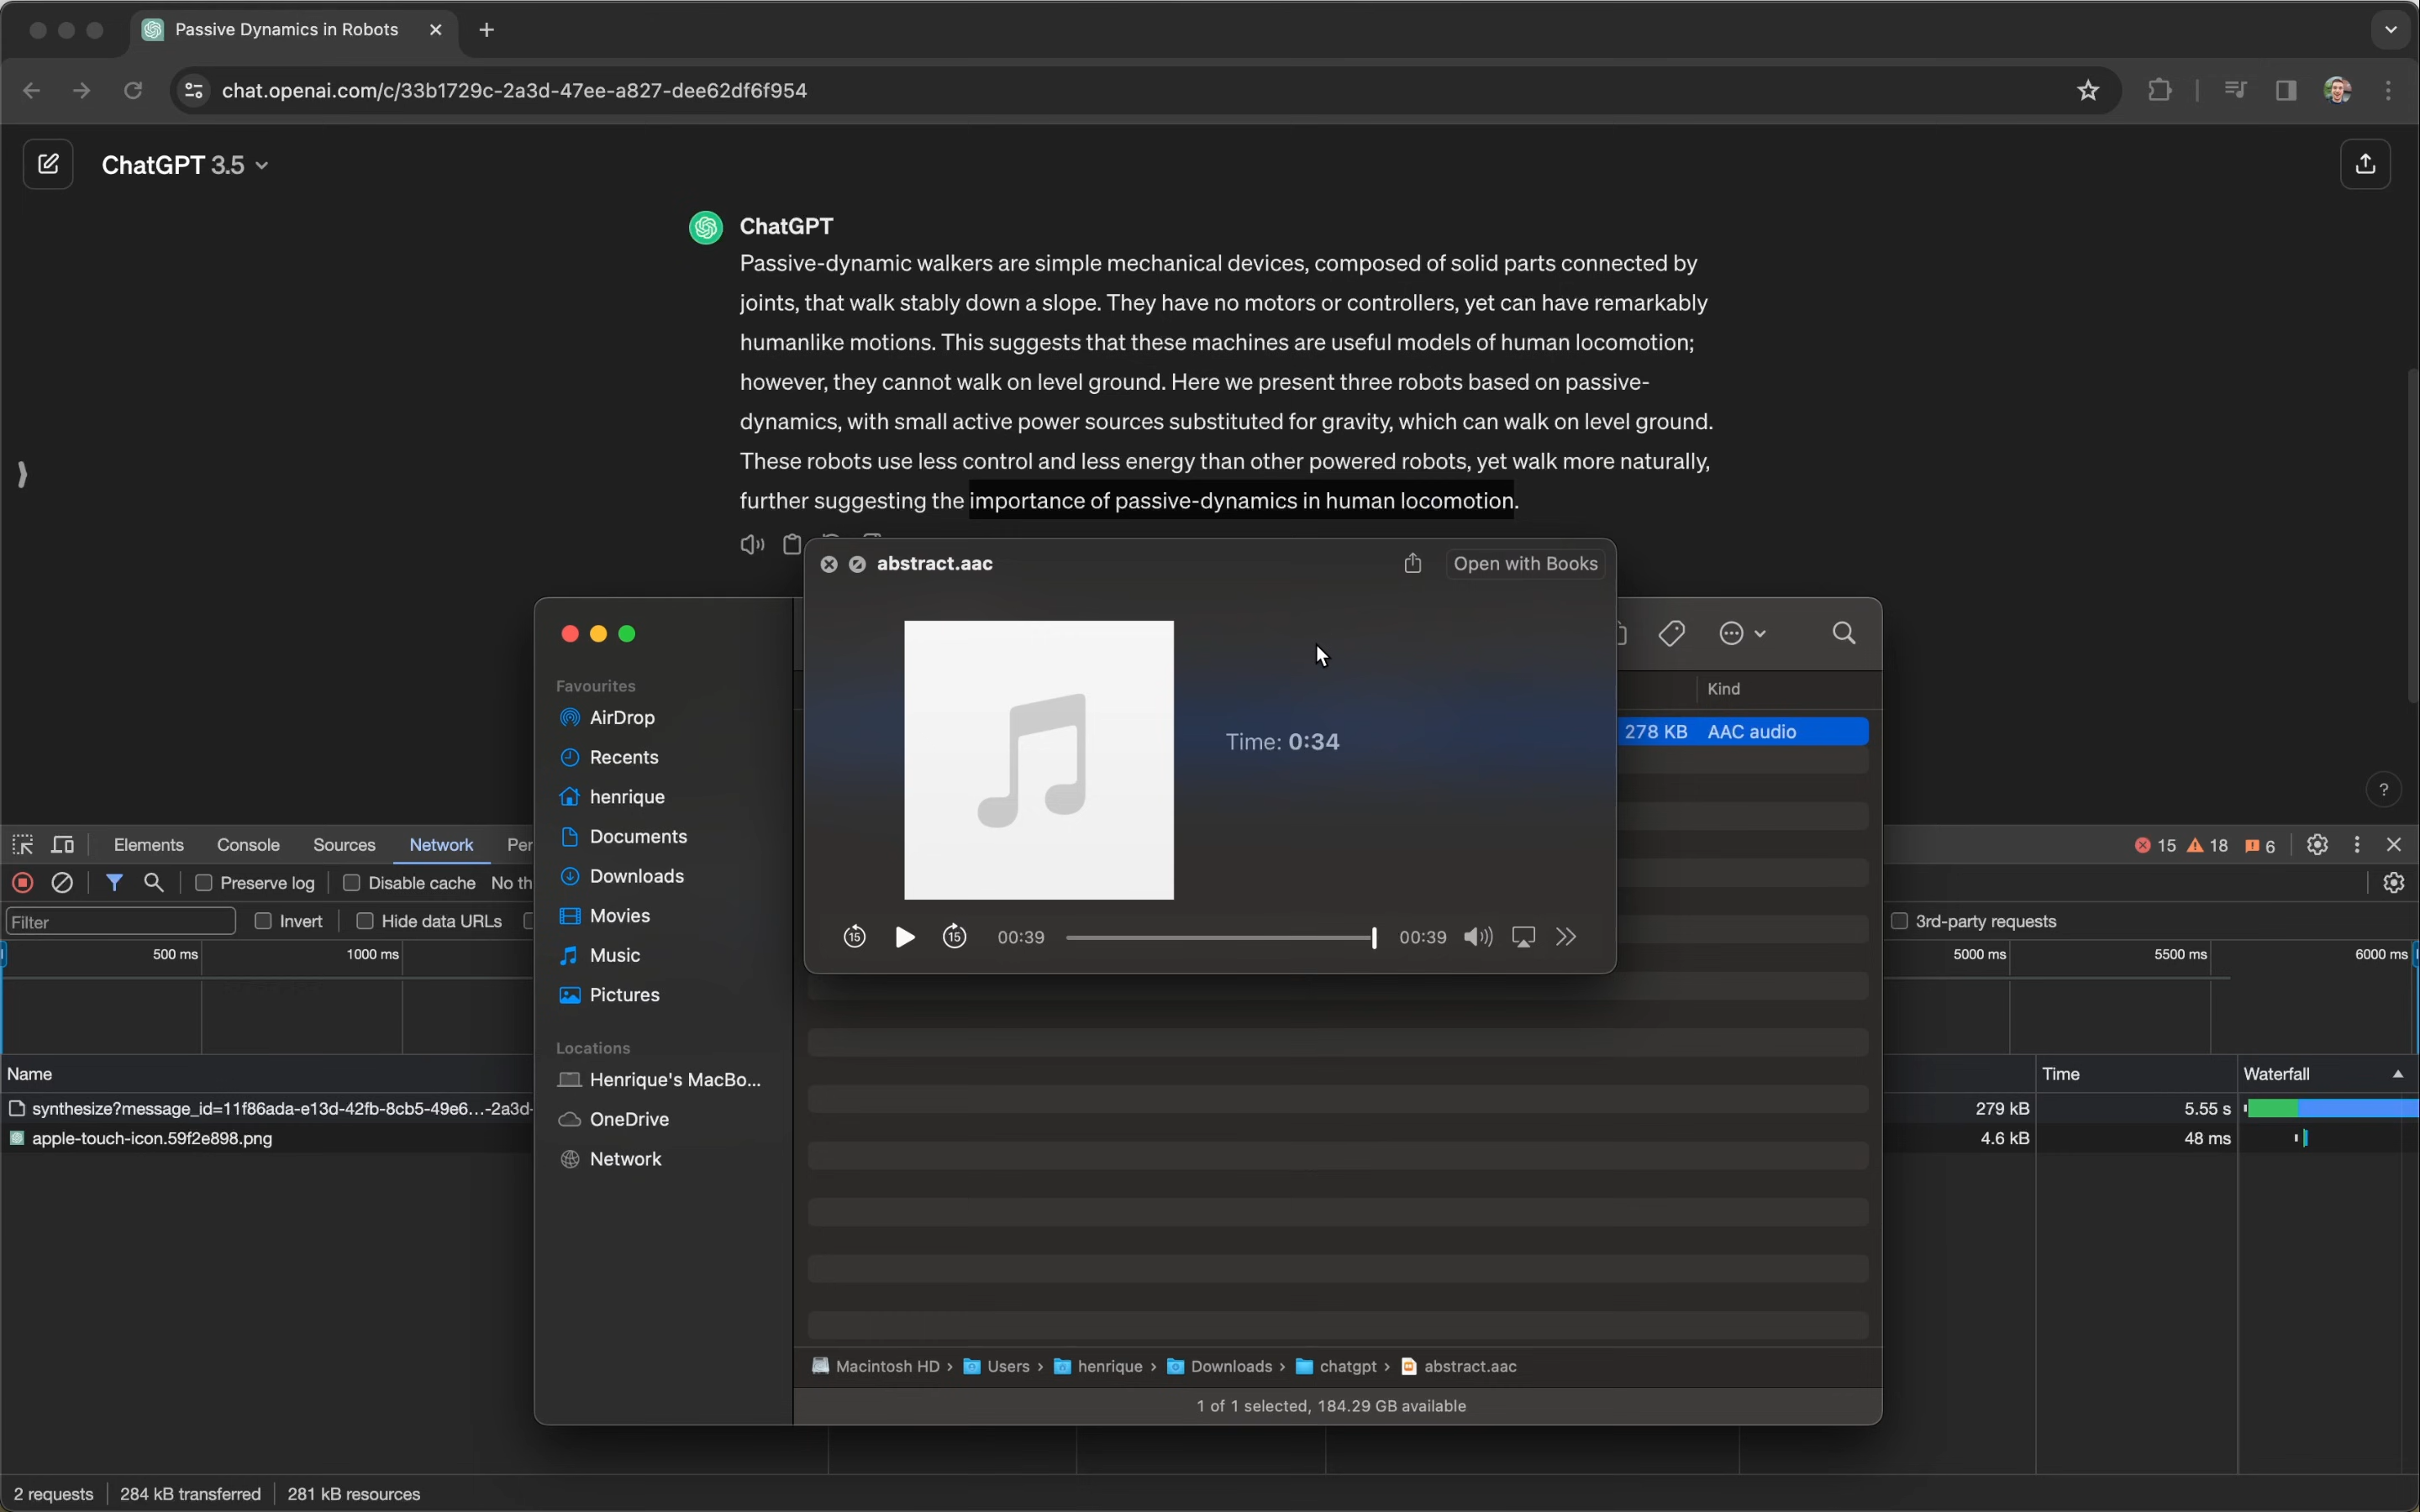 Passive Dynamics in Robots
chat.openai.com/c/33b1729c-2a3d-47ee-a827-dee62df6f954
ChatGPT 3.5
ChatGPT
Passive-dynamic walkers are simple mechanical devices, composed of solid parts connected by
joints, that walk stably down a slope. They have no motors or controllers, yet can have remarkably
humanlike motions. This suggests that these machines are useful models of human locomotion;
however, they cannot walk on level ground. Here we present three robots based on passive-
dynamics, with small active power sources substituted for gravity, which can walk on level ground.
These robots use less control and less energy than other powered robots, yet walk more naturally,
further suggesting the importance of passive-dynamics in human locomotion.
abstract.aac
Open with Books
Time: 0:34
15
15
00:39
00:39
Favourites
AirDrop
Recents
henrique
Documents
Downloads
Movies
Music
Pictures
Locations
Henrique's MacBo...
OneDrive
Network
Kind
278 KB AAC audio
Macintosh HD › Users › henrique › Downloads › chatgpt › abstract.aac
1 of 1 selected, 184.29 GB available
?
Elements Console Sources Network Per
15 18 6
Preserve log Disable cache No th
Filter Invert Hide data URLs
3rd-party requests
500 ms 1000 ms
5000 ms 5500 ms 6000 ms
Name
Time Waterfall
synthesize?message_id=11f86ada-e13d-42fb-8cb5-49e6...-2a3d-
279 kB 5.55 s
apple-touch-icon.59f2e898.png
4.6 kB 48 ms
2 requests 284 kB transferred 281 kB resources